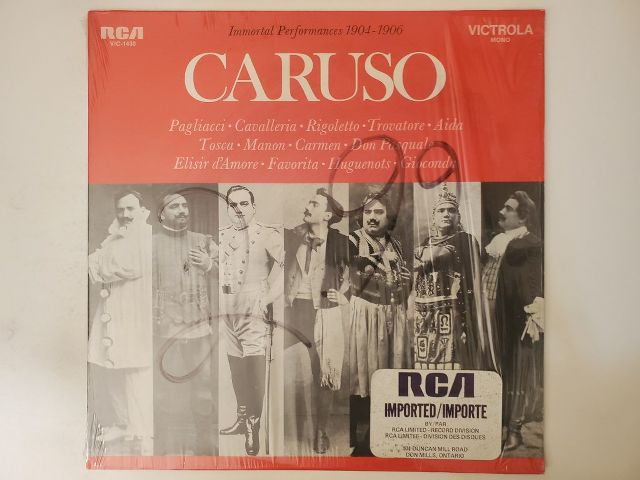 Immortal Performances 1904-1906
RCA
VIC-1430
VICTROLA
MONO
CARUSO
Pagliacci • Cavalleria • Rigoletto • Trovatore • Aida
Tosca • Manon • Carmen • Don Pasquale
Elisir d'Amore • Favorita • Huguenots • Gioconda
RCA
IMPORTED/IMPORTE
BY/PAR
RCA LIMITED - RECORD DIVISION
RCA LIMITEE - DIVISION DES DISQUES
DUNCAN MILL ROAD
DON MILLS, ONTARIO